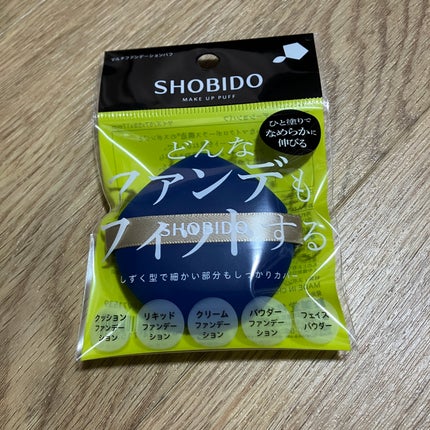 マルチファンデーションパフ
SHOBIDO
MAKE UP PUFF
ひと塗りで
なめらかに
伸びる
どんな
ファンデも
フィットする
SHOBIDO
しずく型で細かい部分もしっかりカバー
クッション
ファンデー
ション
リキッド
ファンデー
ション
クリーム
ファンデー
ション
パウダー
ファンデー
ション
フェイス
パウダー